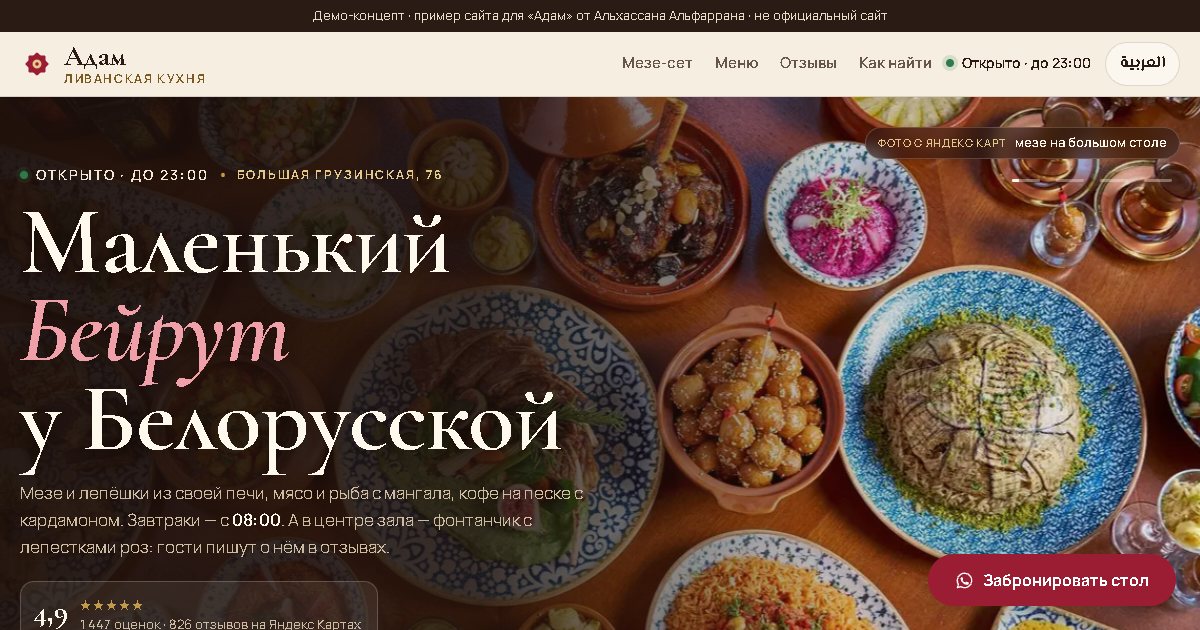 Демо-концепт · пример сайта для «Адам» от Альхассана Альфаррана · не официальный сайт
Адам
ЛИВАНСКАЯ КУХНЯ
Мезе-сет
Меню
Отзывы
Как найти
Открыто · до 23:00
العربية
ФОТО С ЯНДЕКС КАРТ мезе на большом столе
ОТКРЫТО · ДО 23:00 • БОЛЬШАЯ ГРУЗИНСКАЯ, 76
Маленький
Бейрут
у Белорусской
Мезе и лепёшки из своей печи, мясо и рыба с мангала, кофе на песке с
кардамоном. Завтраки — с 08:00. А в центре зала — фонтанчик с
лепестками роз: гости пишут о нём в отзывах.
4,9
★★★★★
1 447 оценок · 826 отзывов на Яндекс Картах
Забронировать стол